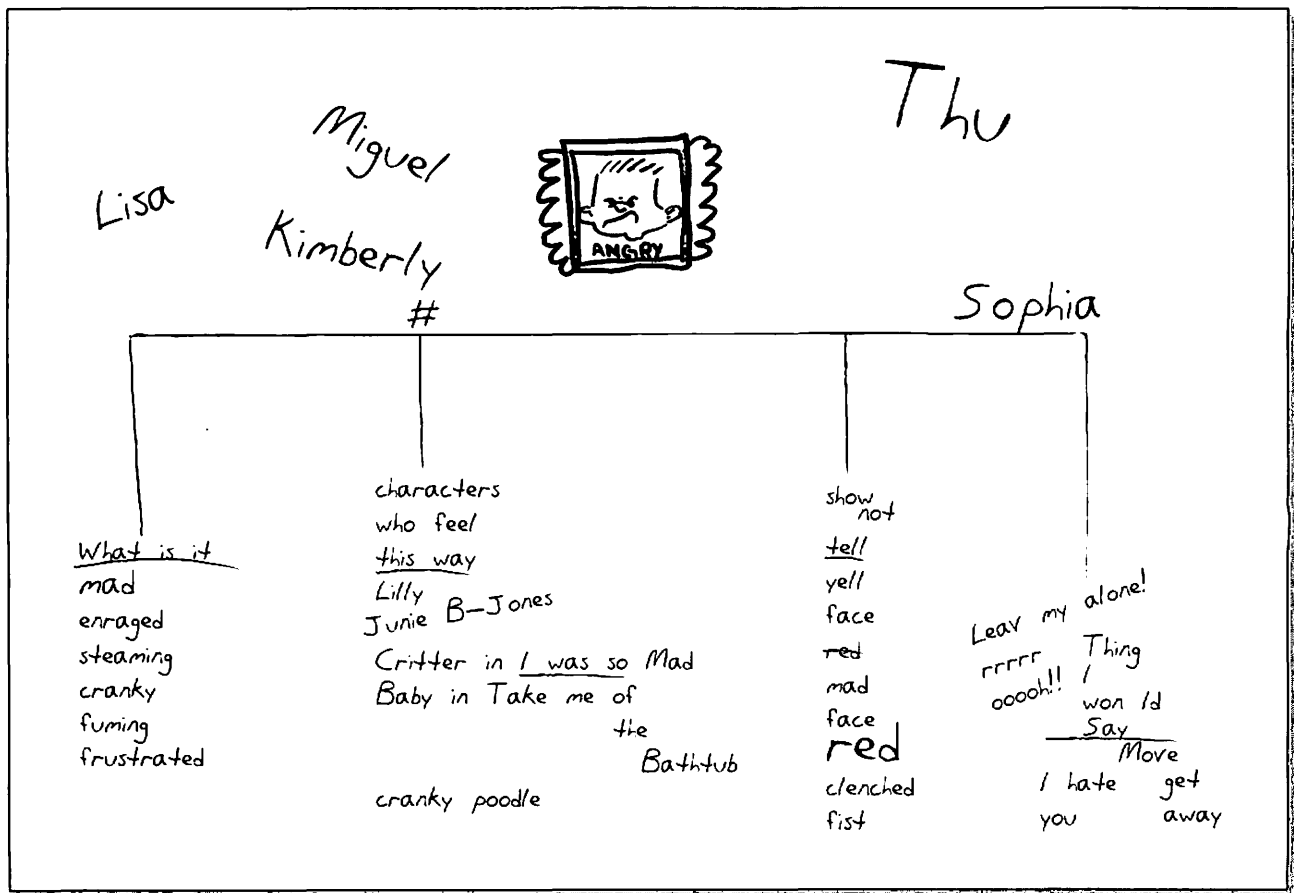 Thu
Miguel
Lisa
Kimberly
ANGRY
#
Sophia
What is it
mad
enraged
steaming
cranky
fuming
frustrated
characters
who feel
this way
Lilly
Junie B-Jones
Critter in I was so Mad
Baby in Take me of
the
Bathtub
cranky poodle
show
not
tell
yell
face
red
mad
face
red
clenched
fist
Leav my alone!
rrrrr
ooooh!!
Thing
I
won ld
Say
Move
I hate
you
get
away